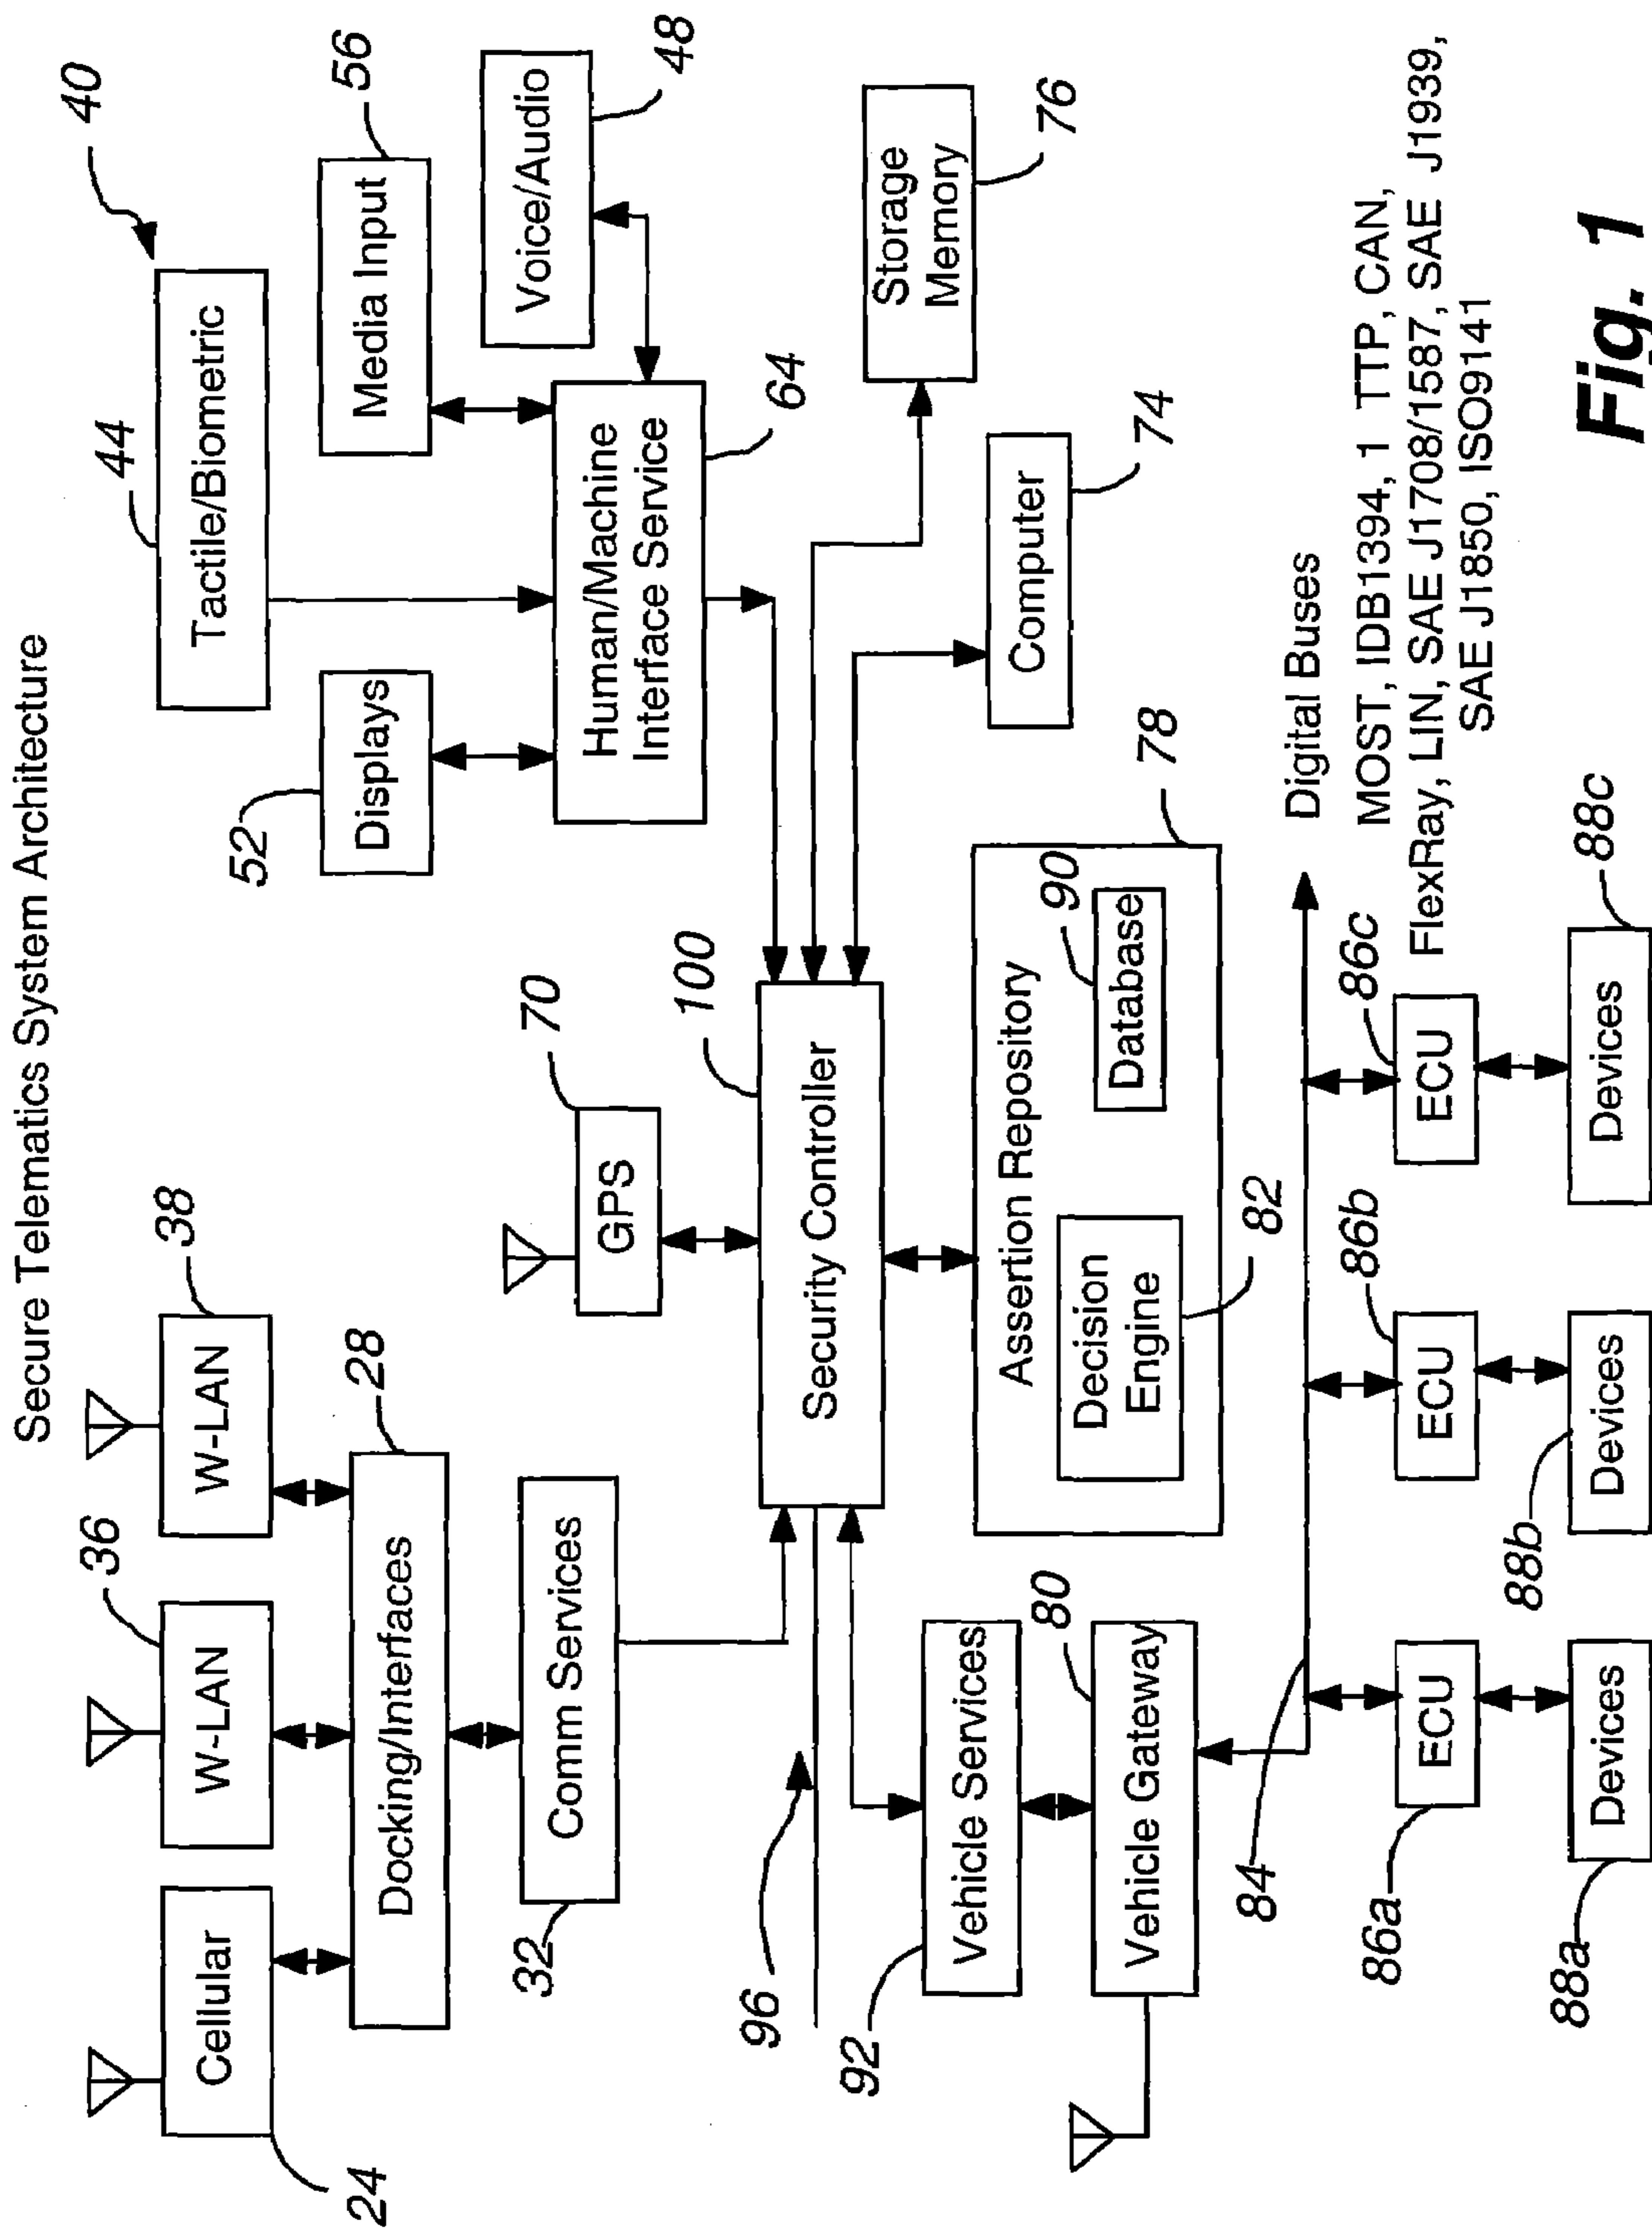 Secure Telematics System Architecture
40
24
Cellular
36
W-LAN
38
W-LAN
44
Tactile/Biometric
28
Docking/Interfaces
52
Displays
56
Media Input
32
Comm Services
70
GPS
Human/Machine
Interface Service
64
Voice/Audio
48
96
100
Security Controller
Storage
Memory
76
92
Vehicle Services
80
Vehicle Gateway
Assertion Repository
78
Decision
Engine
82
90
Database
Computer
74
84
Digital Buses
MOST, IDB1394, 1 TTP, CAN,
FlexRay, LIN, SAE J1708/1587, SAE J1939,
SAE J1850, ISO9141
86a
ECU
86b
ECU
86c
ECU
88a
Devices
88b
Devices
88c
Devices
Fig. 1